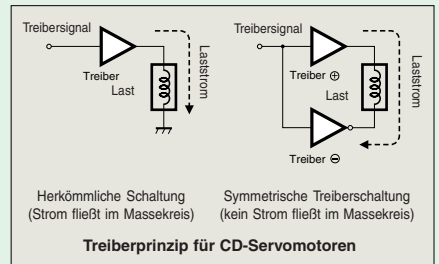 Treibersignal
Treiber
Last
Laststrom
Herkömmliche Schaltung
(Strom fließt im Massekreis)
Treibersignal
Treiber ⊕
Last
Laststrom
Treiber ⊖
Symmetrische Treiberschaltung
(kein Strom fließt im Massekreis)
Treiberprinzip für CD-Servomotoren